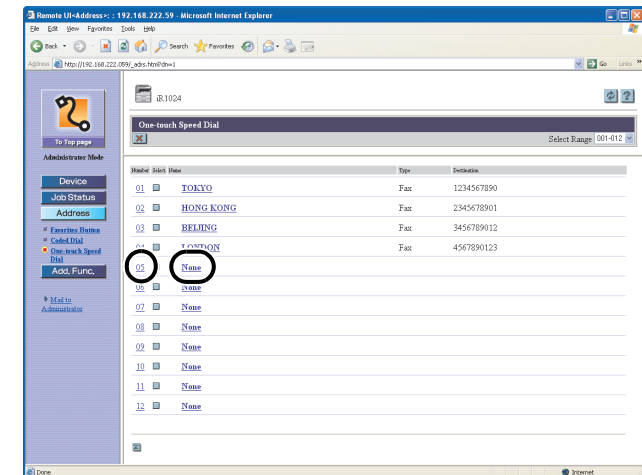 Remote UI<Address>: : 192.168.222.59 - Microsoft Internet Explorer
File Edit View Favorites Tools Help
Back Search Favorites
Address http://192.168.222.059/_adrs.htm?dn=1 Go Links »
iR1024
One-touch Speed Dial
Select Range 001-012
To Top page
Administrator Mode
Device
Job Status
Address
Favorites Button
Coded Dial
One-touch Speed Dial
Add. Func.
Mail to Administrator
Number Select Name Type Destination
01 TOKYO Fax 1234567890
02 HONG KONG Fax 2345678901
03 BEIJING Fax 3456789012
04 LONDON Fax 4567890123
05 None
06 None
07 None
08 None
09 None
10 None
11 None
12 None
Done Internet